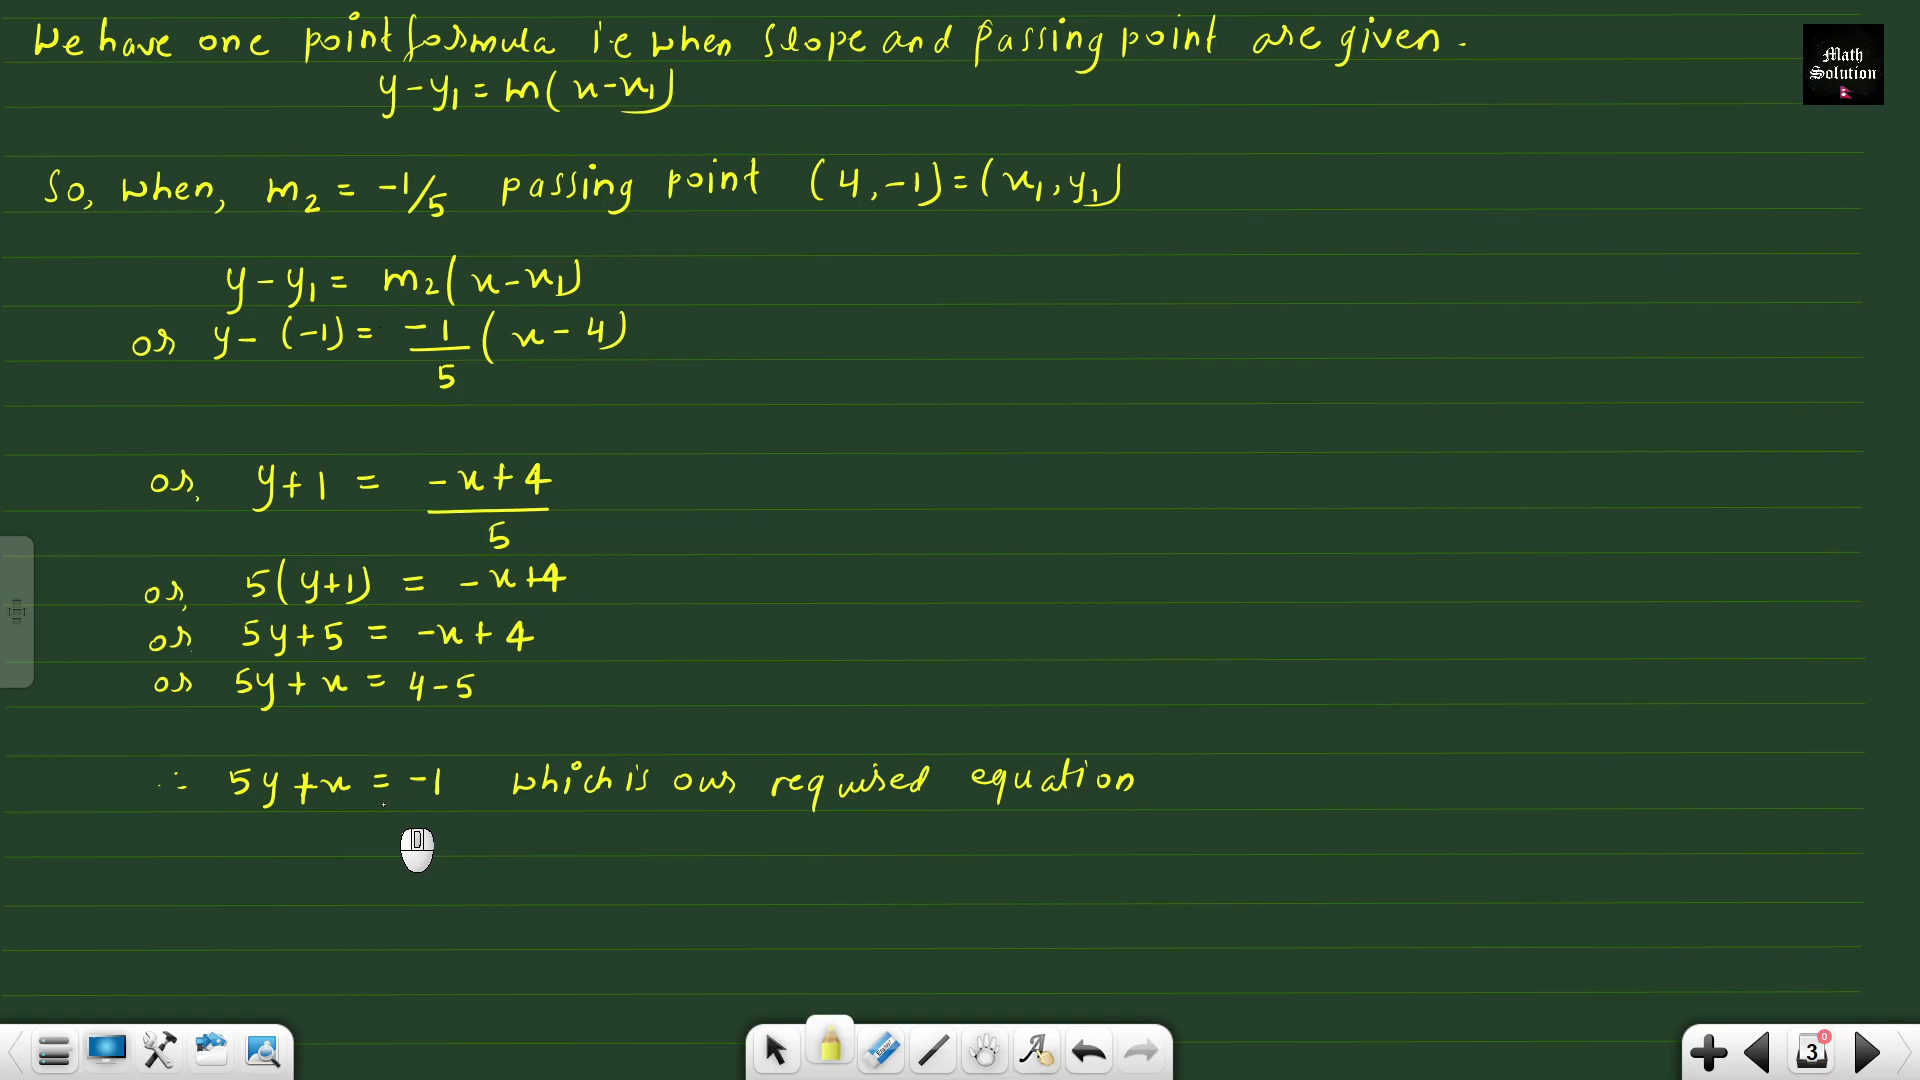 We have one point formula i.e when slope and passing point are given.
Math
Solution
y-y₁ = m(x-x₁)
So, when, m₂ = -1/5 passing point (4,-1)=(x₁,y₁)
y-y₁ = m₂(x-x₁)
or y-(-1) = -1/5 (x-4)
or, y+1 = -x+4/5
or, 5(y+1) = -x+4
or 5y+5 = -x+4
or 5y+x = 4-5
∴ 5y+x = -1 which is our required equation
Eraser
A
3
0